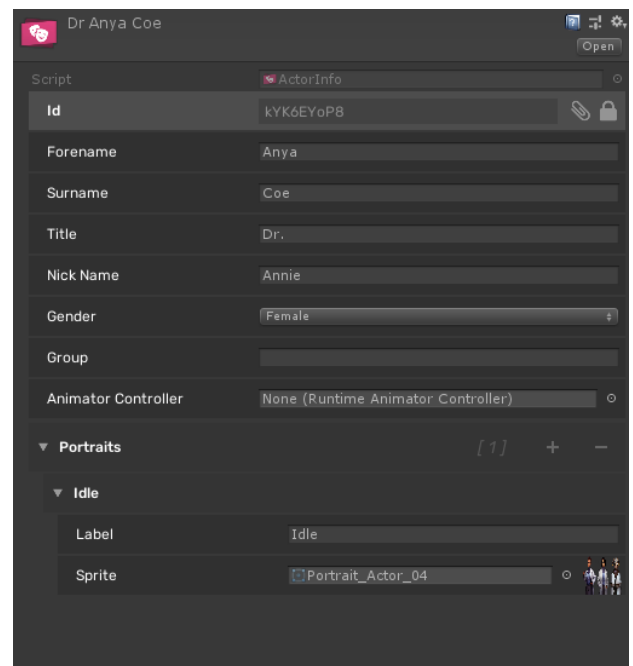 Dr Anya Coe
Open
Script ActorInfo
Id kYK6EYoP8
Forename Anya
Surname Coe
Title Dr.
Nick Name Annie
Gender Female
Group
Animator Controller None (Runtime Animator Controller)
Portraits [1] + −
Idle
Label Idle
Sprite Portrait_Actor_04